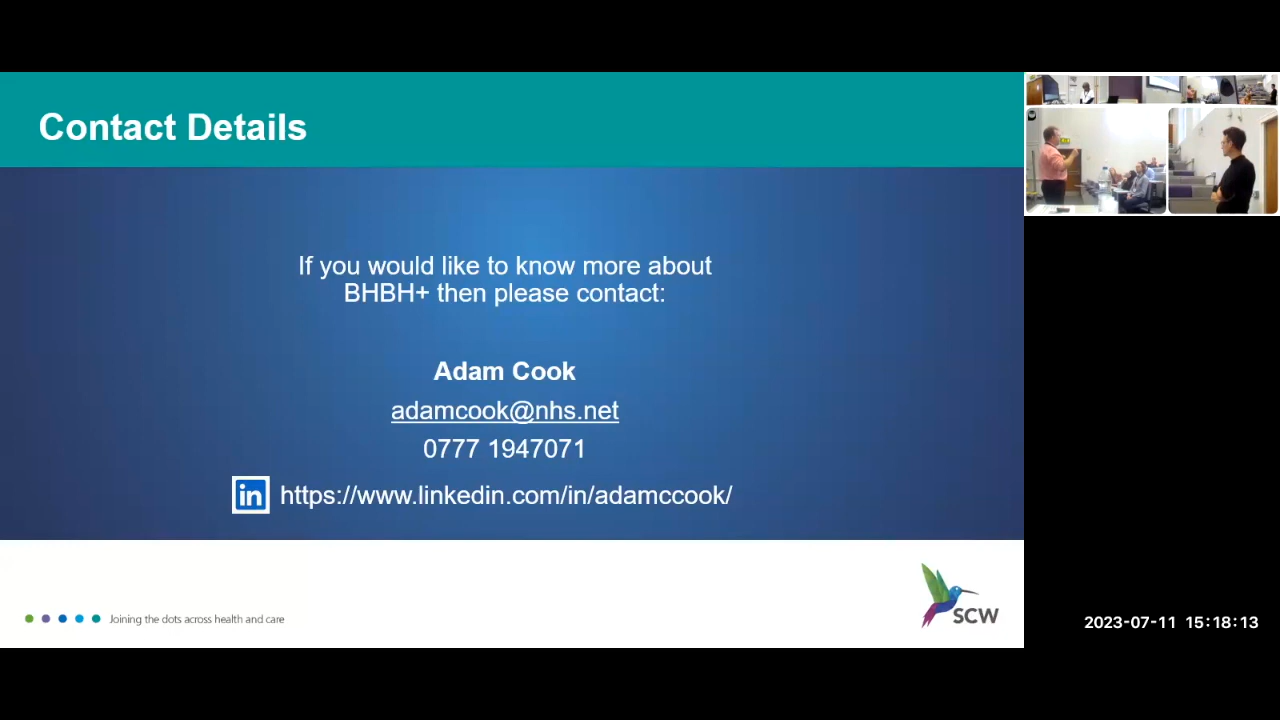 Contact Details
If you would like to know more about
BHBH+ then please contact:
Adam Cook
adamcook@nhs.net
0777 1947071
in https://www.linkedin.com/in/adamccook/
Joining the dots across health and care
SCW
2023-07-11 15:18:13